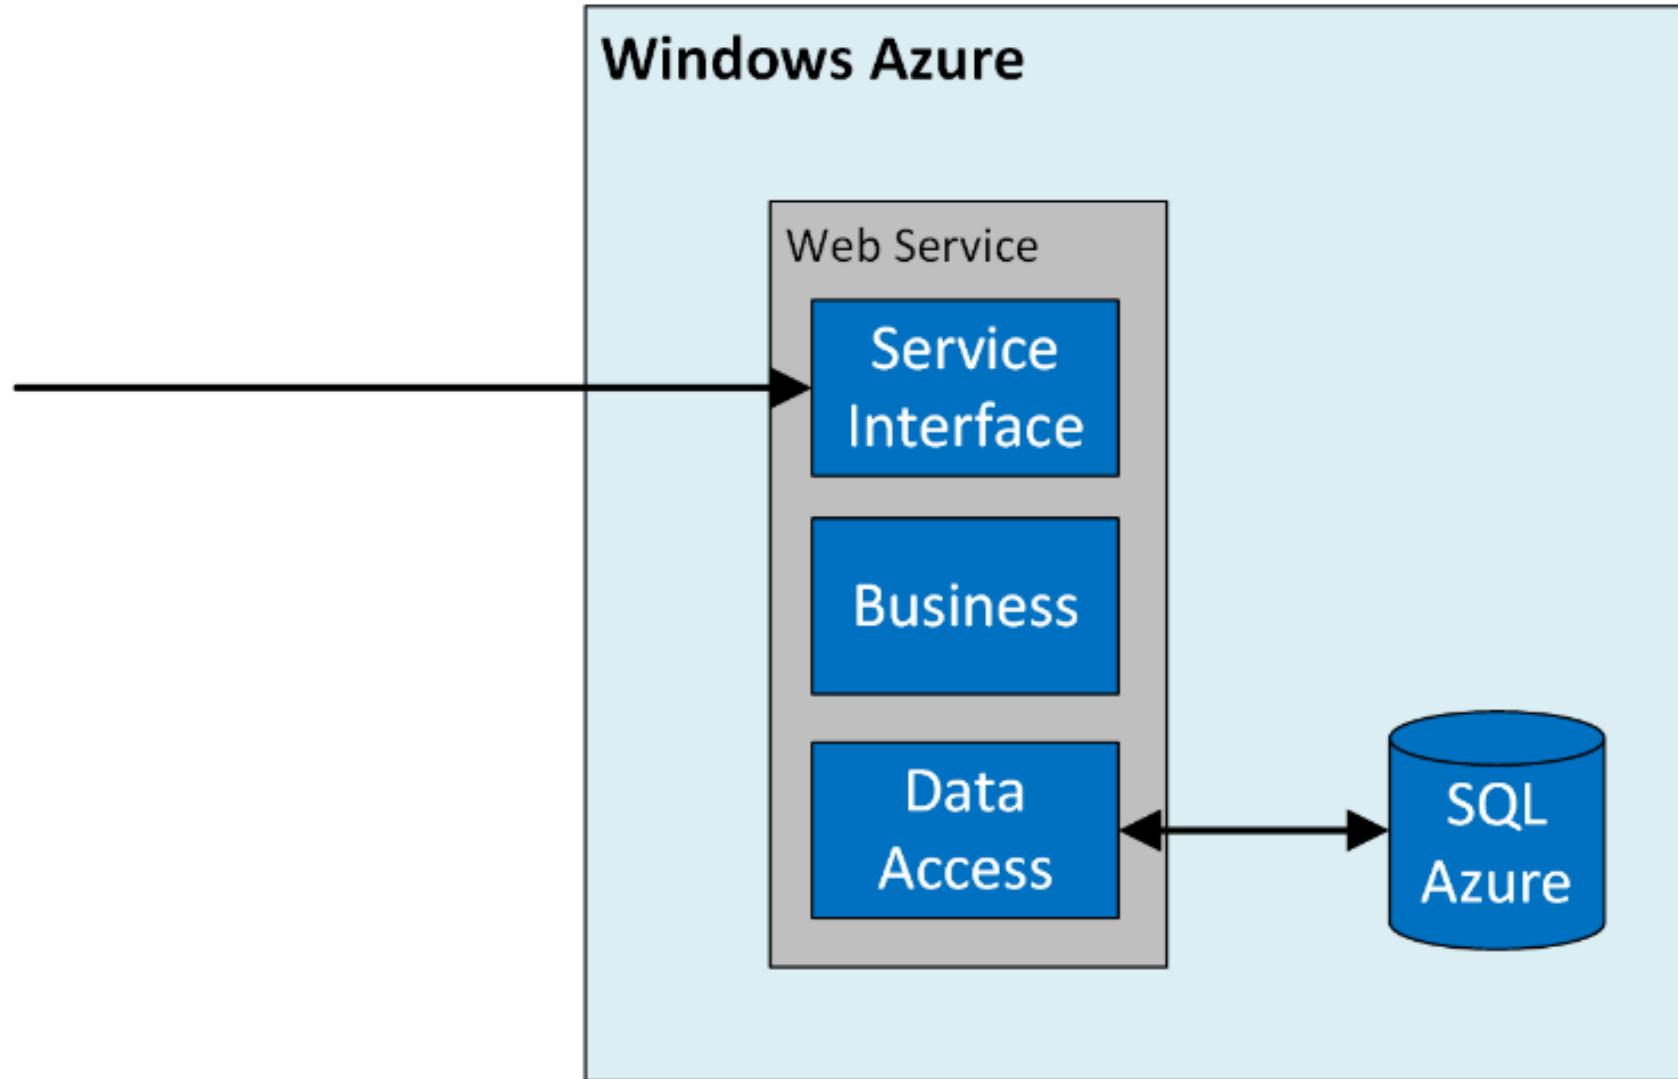 Windows Azure
Web Service
Service
Interface
Business
Data
Access
SQL
Azure